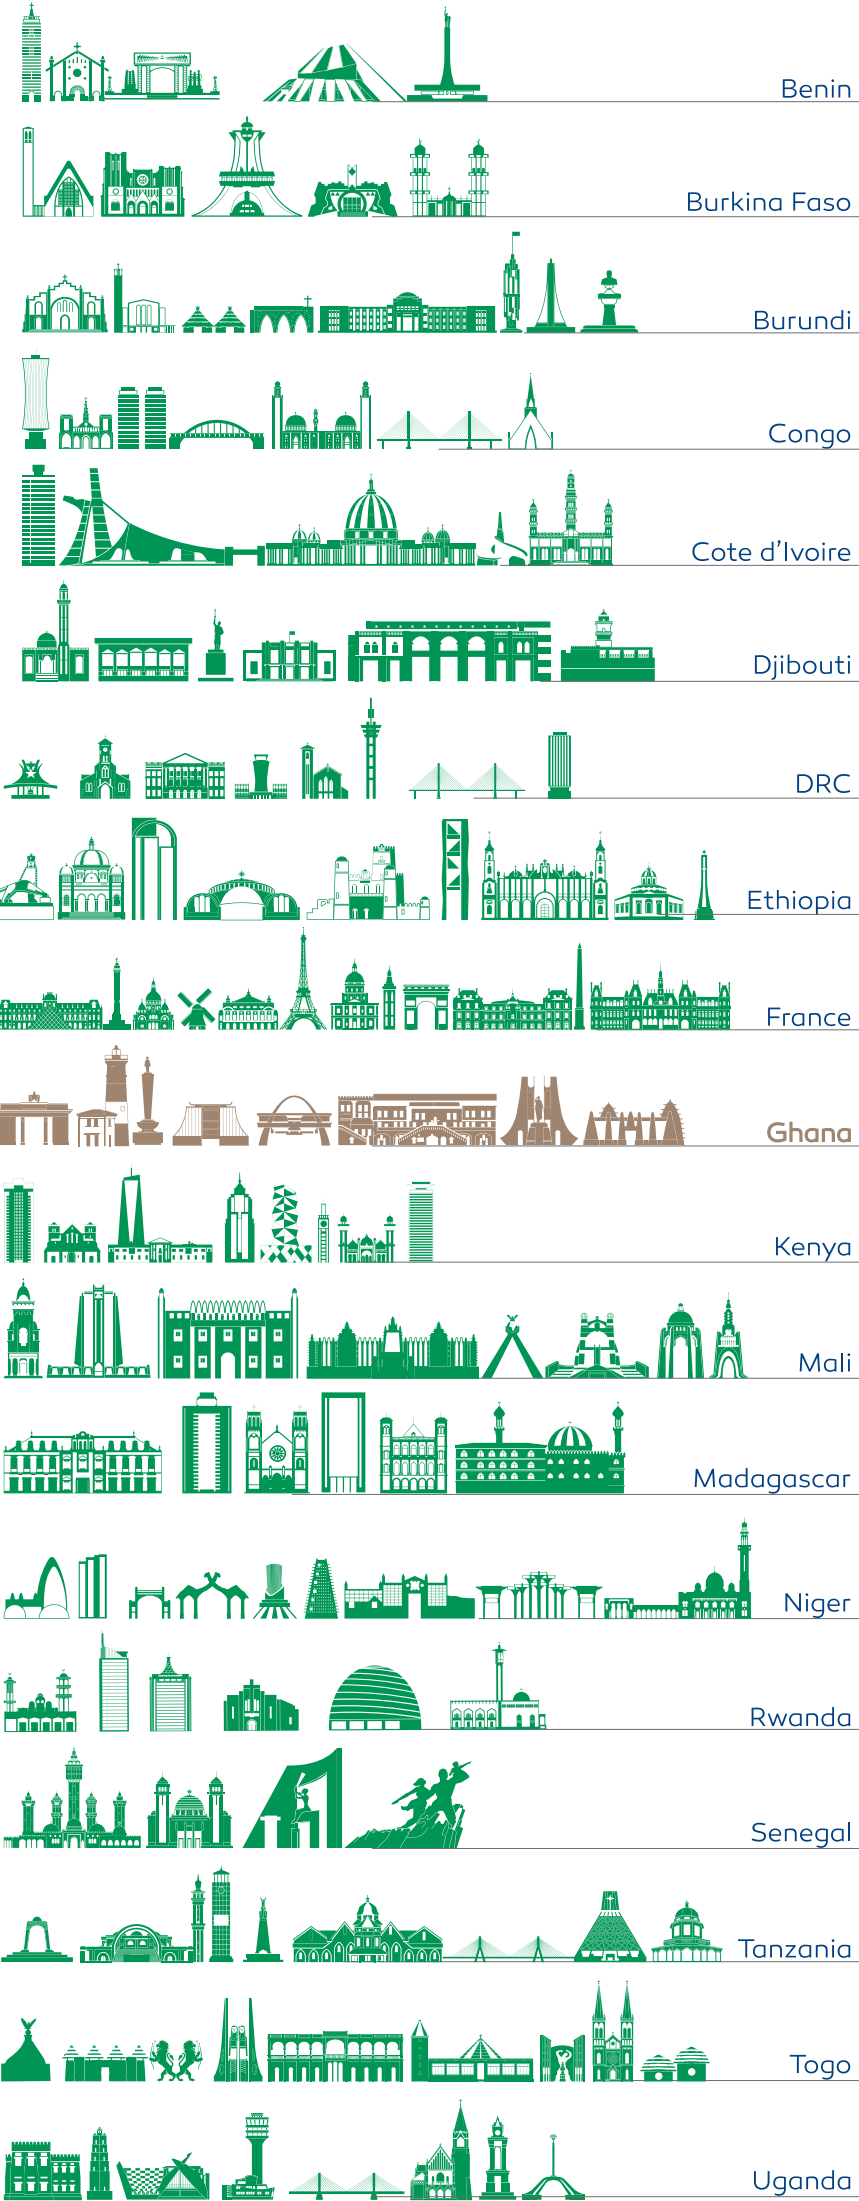 Benin
Burkina Faso
Burundi
Congo
Cote d'Ivoire
Djibouti
DRC
Ethiopia
France
Ghana
Kenya
Mali
Madagascar
Niger
Rwanda
Senegal
Tanzania
Togo
Uganda